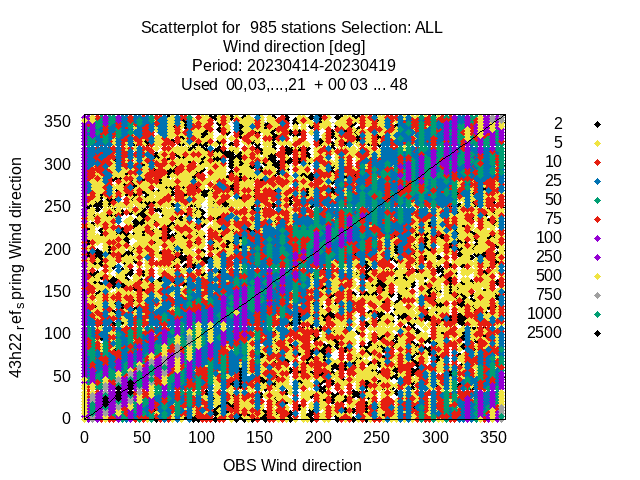 Scatterplot for  985 stations Selection: ALL
Wind direction [deg]
Period: 20230414-20230419
Used  00,03,...,21  + 00 03 ... 48
43h22_ref_spring Wind direction
350
300
250
200
150
100
50
0
0 50 100 150 200 250 300 350
OBS Wind direction
2
5
10
25
50
75
100
250
500
750
1000
2500